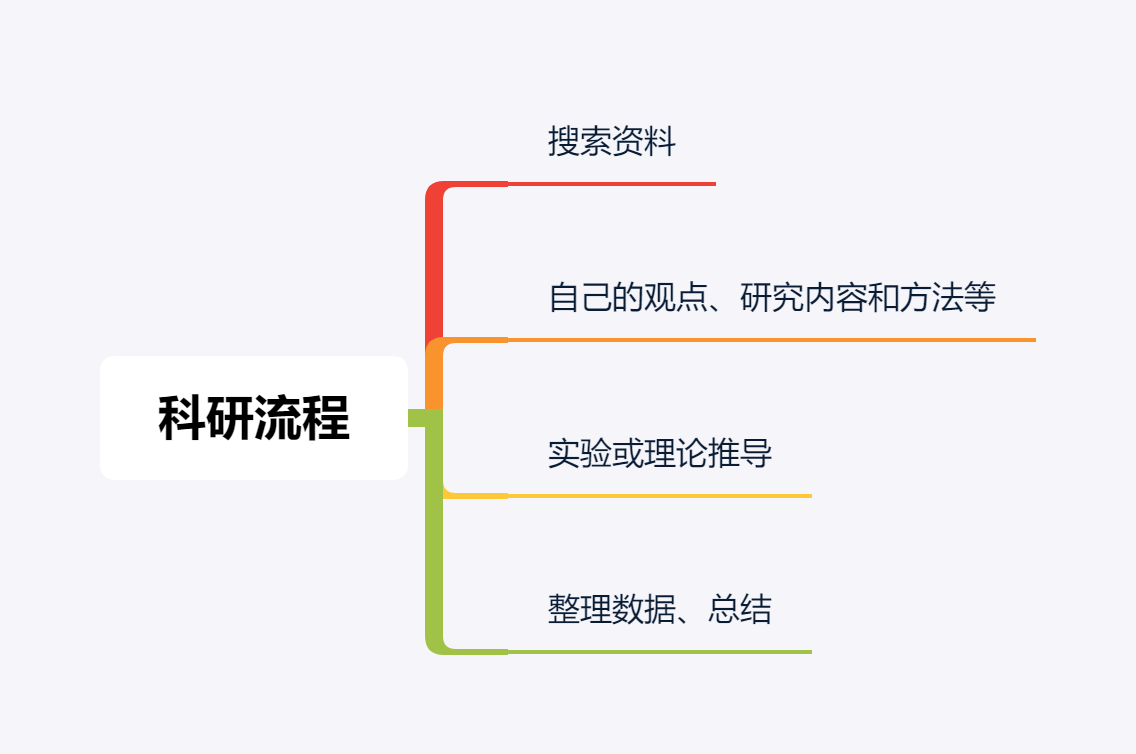 搜索资料
自己的观点、研究内容和方法等
科研流程
实验或理论推导
整理数据、总结